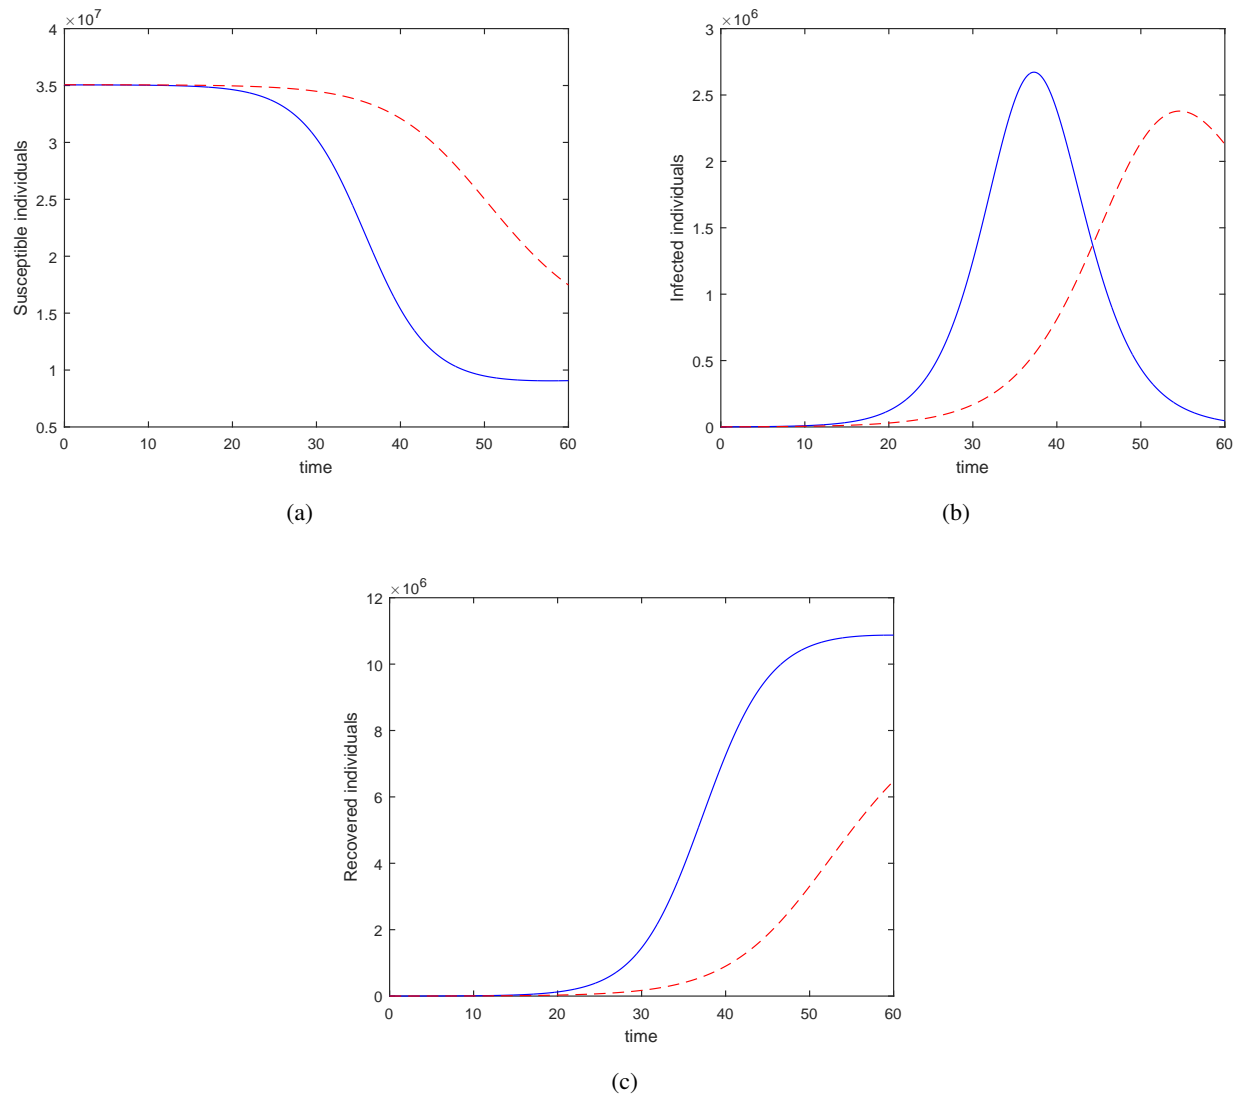 ×10^7
4
3.5
3
2.5
2
1.5
1
0.5
0 10 20 30 40 50 60
time
Susceptible individuals
(a)
×10^6
3
2.5
2
1.5
1
0.5
0
0 10 20 30 40 50 60
time
Infected individuals
(b)
×10^6
12
10
8
6
4
2
0
0 10 20 30 40 50 60
time
Recovered individuals
(c)